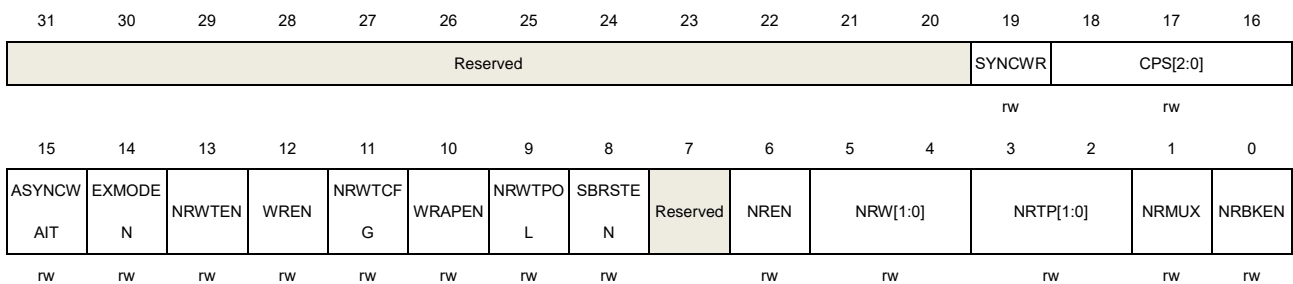 31 30 29 28 27 26 25 24 23 22 21 20 19 18 17 16
Reserved SYNCWR CPS[2:0]
rw rw
15 14 13 12 11 10 9 8 7 6 5 4 3 2 1 0
ASYNCW EXMODE NRWTCF NRWTPO SBRSTE
NRWTEN WREN WRAPEN Reserved NREN NRW[1:0] NRTP[1:0] NRMUX NRBKEN
AIT N G L N
rw rw rw rw rw rw rw rw rw rw rw rw rw